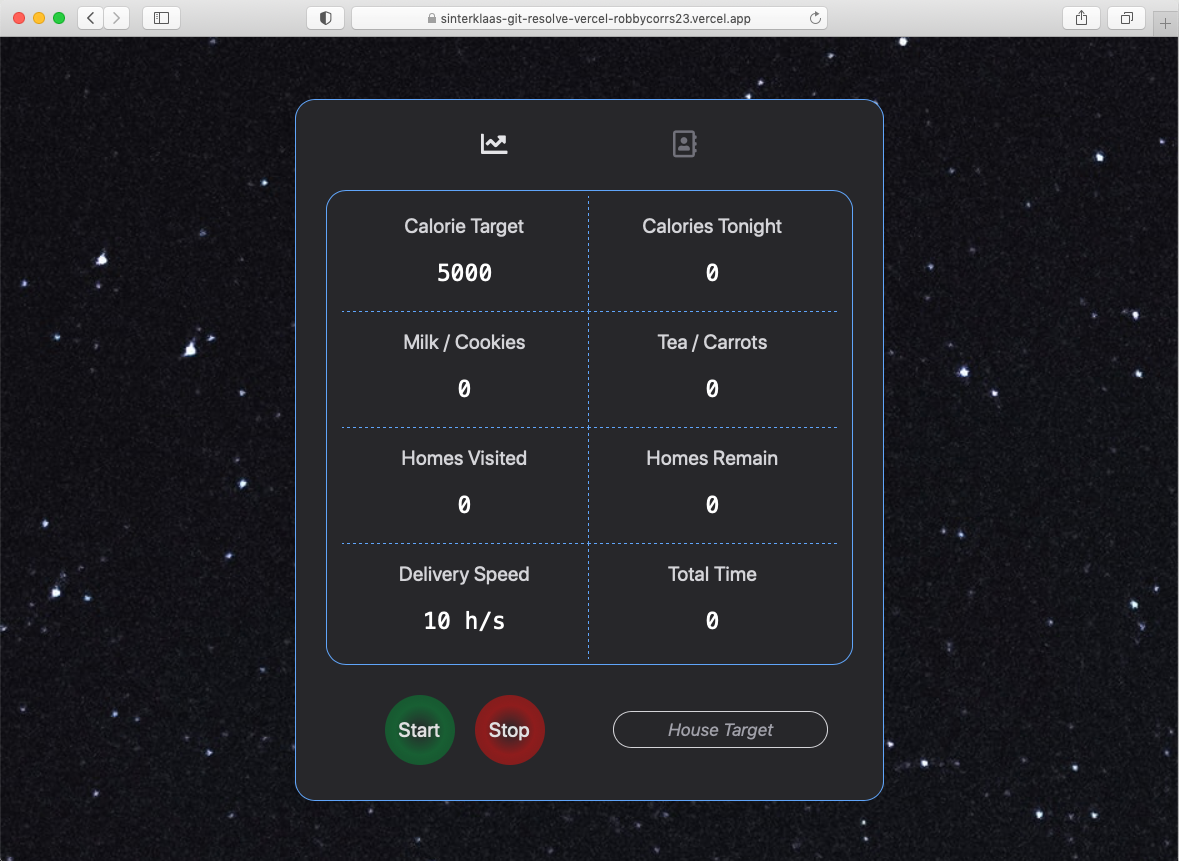 sinterklaas-git-resolve-vercel-robbycorrs23.vercel.app
Calorie Target
Calories Tonight
5000
0
Milk / Cookies
Tea / Carrots
0
0
Homes Visited
Homes Remain
0
0
Delivery Speed
Total Time
10 h/s
0
Start
Stop
House Target